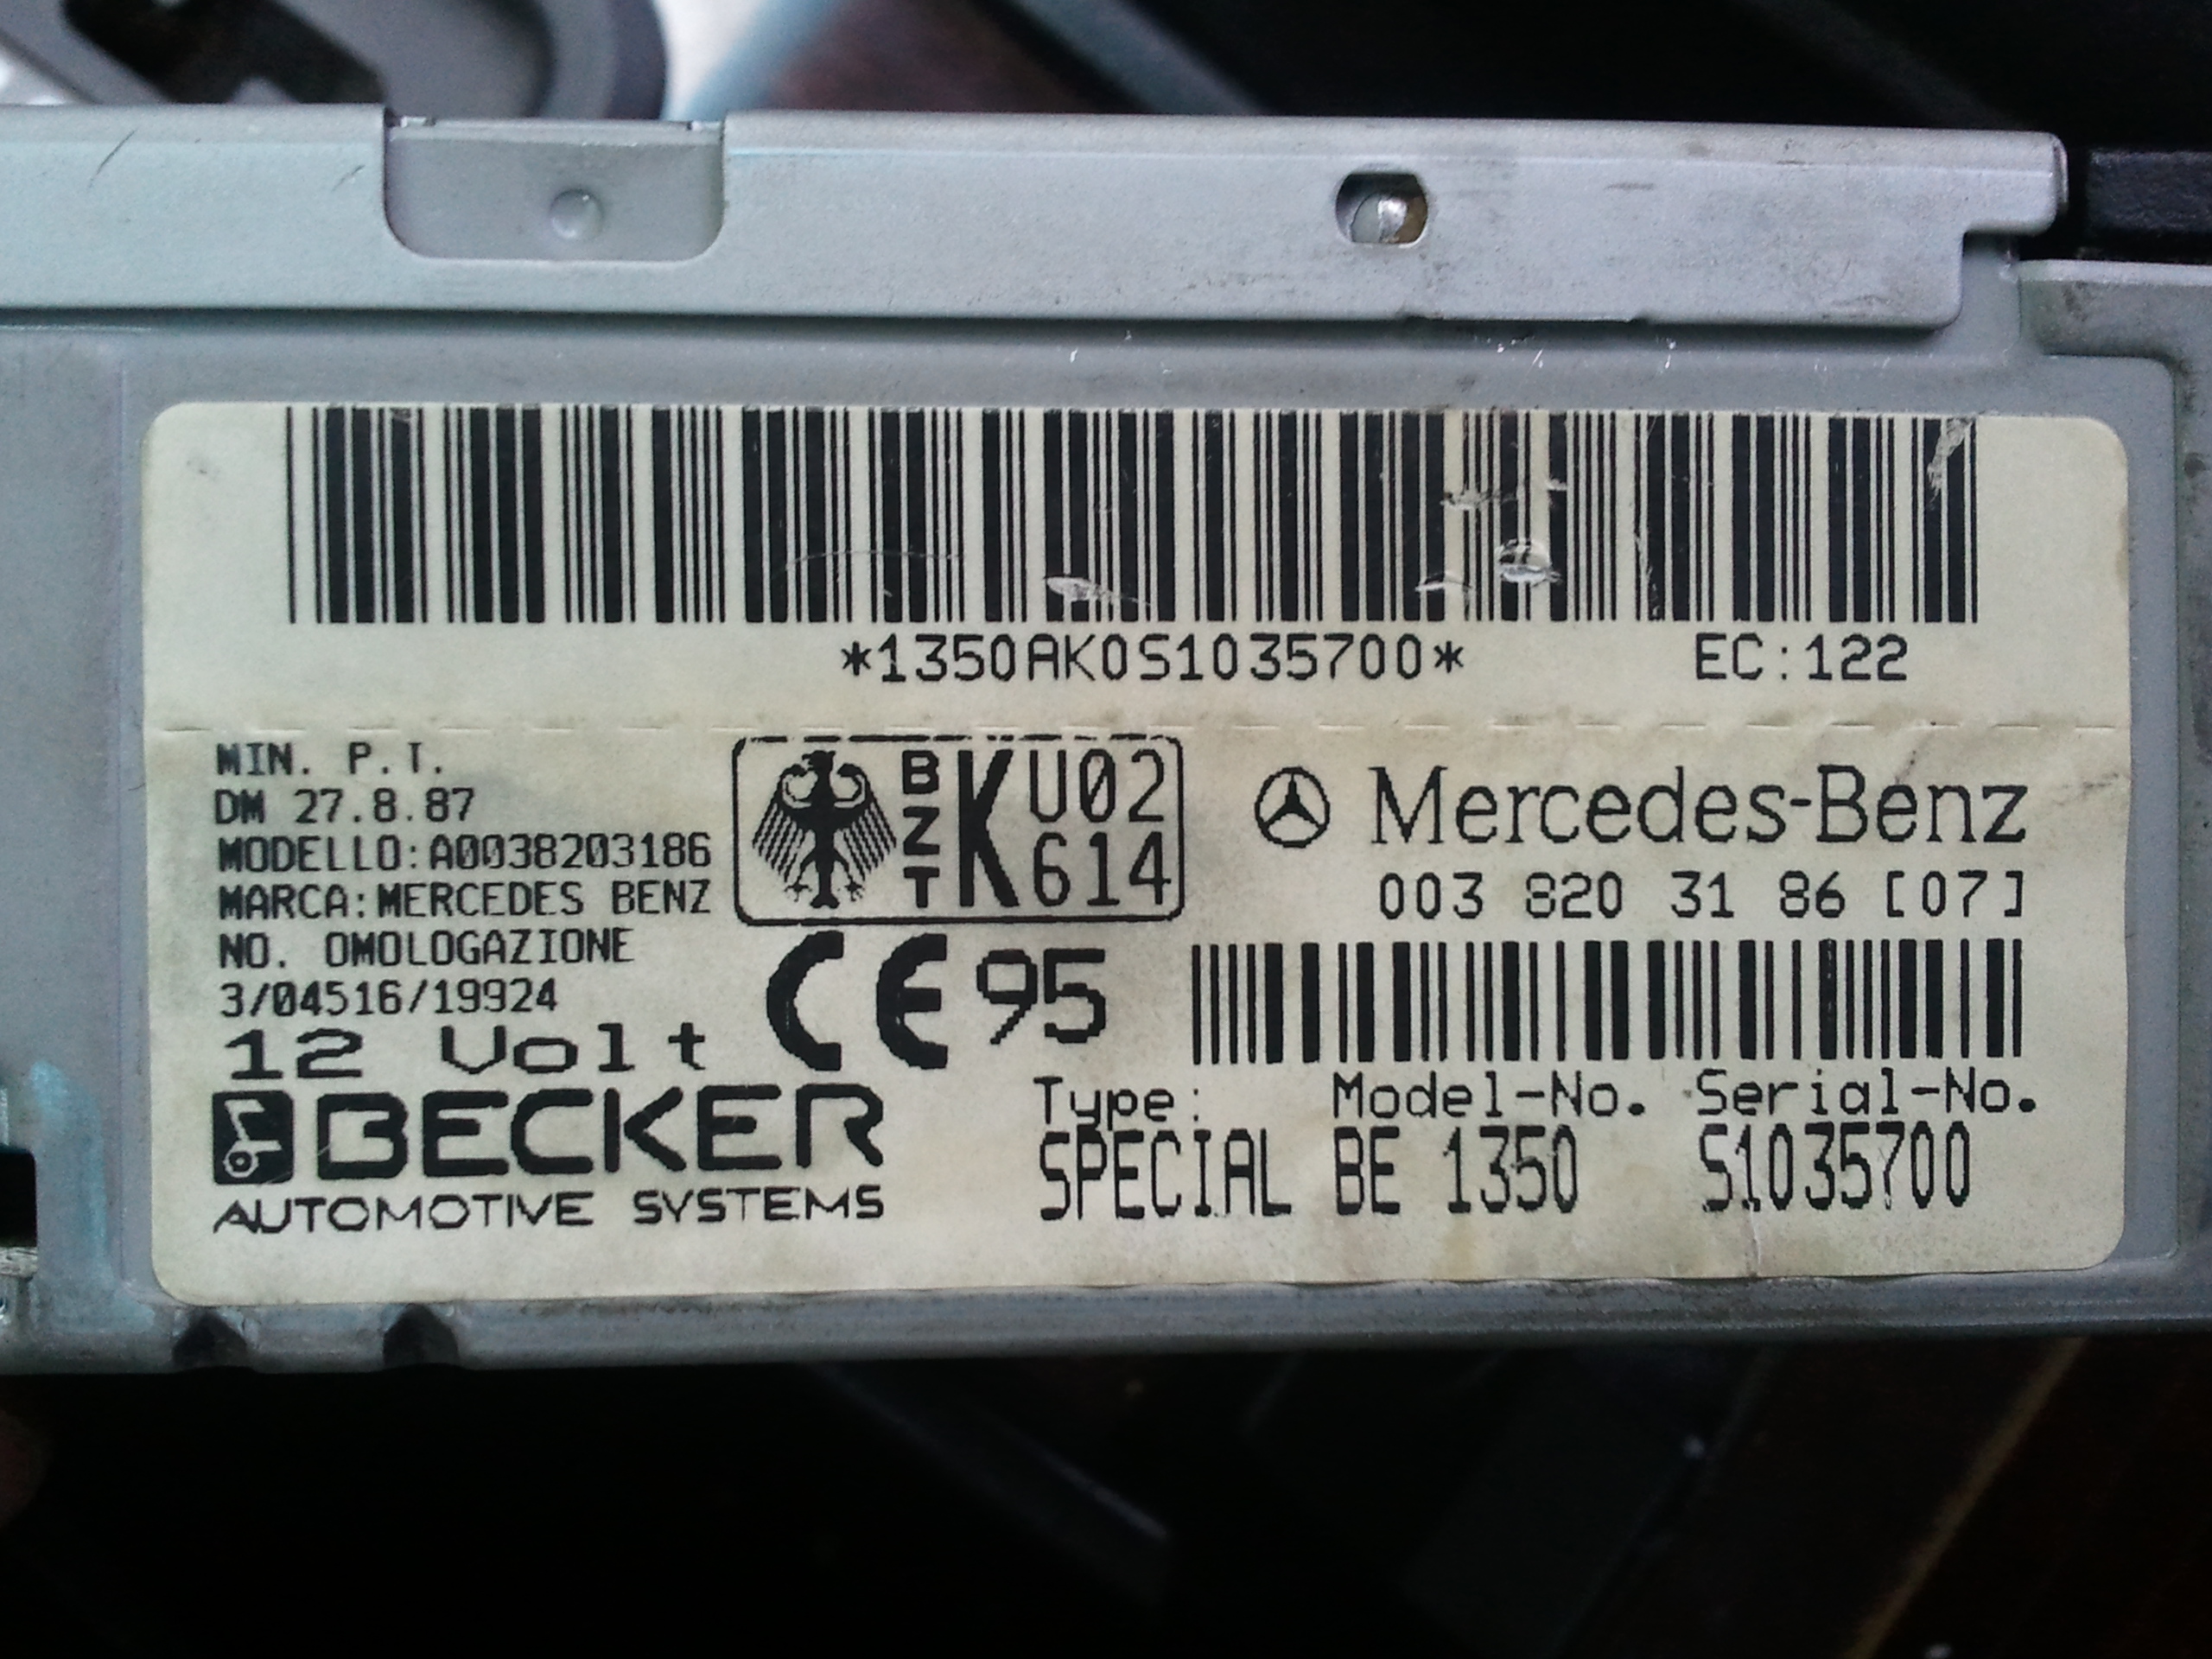 *1350AK0S1035700* EC:122
MIN. P.T.
DM 27.8.87
MODELLO:A0038203186
MARCA:MERCEDES BENZ
NO. OMOLOGAZIONE
3/04516/19924
12 Volt
BECKER
AUTOMOTIVE SYSTEMS
BZT K U02
614
CE 95
Mercedes-Benz
003 820 31 86 [07]
Type: Model-No. Serial-No.
SPECIAL BE 1350 S1035700